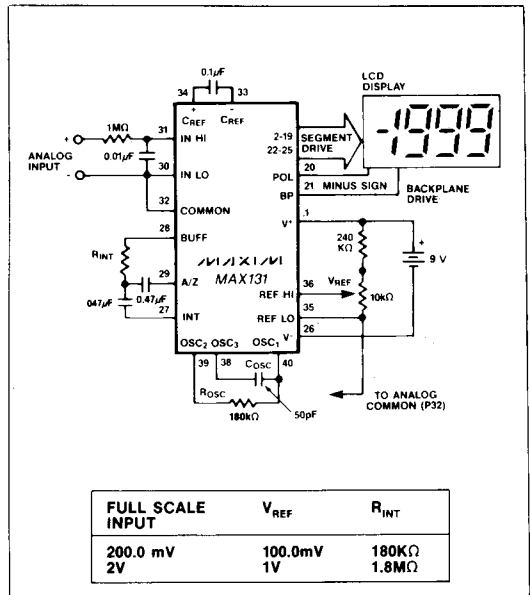 0.1µF
34 33
+ -
CREF CREF
LCD
DISPLAY
-1999
1MΩ
31 IN HI
+
ANALOG
INPUT
0.01µF
-
30 IN LO
32 COMMON
28 BUFF
RINT
29 A/Z
0.47µF
047µF
27 INT
MAXIM
MAX131
2-19
22-25
SEGMENT
DRIVE
20
POL
21 MINUS SIGN
BP
BACKPLANE
DRIVE
.1
V+
240
KΩ
+
9 V
36 VREF
REF HI
10kΩ
35
REF LO
26
V-
OSC2 OSC3 OSC1
39 38 40
COSC
ROSC
180kΩ
50pF
TO ANALOG
COMMON (P32)
FULL SCALE INPUT VREF RINT
200.0 mV 100.0mV 180KΩ
2V 1V 1.8MΩ